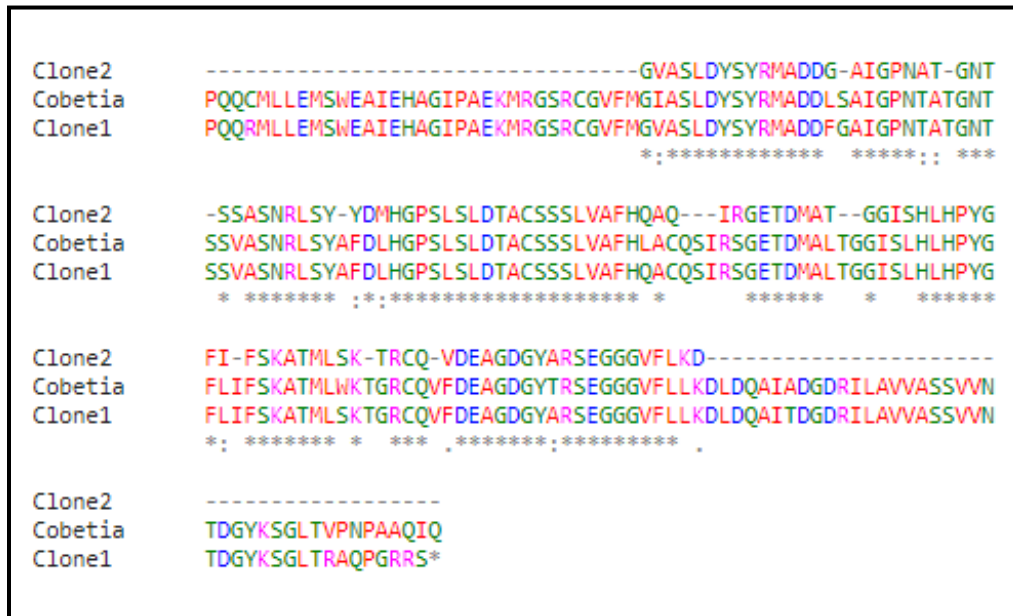 Clone2 ---------------------------------GVASLDYSYRMADDG-AIGPNAT-GNT
Cobetia PQQCMLLEMSWEAIEHAGIPAEKMRGSRCGVFMGIASLDYSYRMADDLSAIGPNTATGNT
Clone1 PQQRMLLEMSWEAIEHAGIPAEKMRGSRCGVFMGVASLDYSYRMADDFGAIGPNTATGNT
*:************  *****:: ***
Clone2 -SSASNRLSY-YDMHGPSLSLDTACSSSLVAFHQAQ---IRGETDMAT--GGISHLHPYG
Cobetia SSVASNRLSYAFDLHGPSLSLDTACSSSLVAFHLACQSIRSGETDMALTGGISLHLHPYG
Clone1 SSVASNRLSYAFDLHGPSLSLDTACSSSLVAFHQACQSIRSGETDMALTGGISLHLHPYG
* ******* :*:******************* *      ******   *   ******
Clone2 FI-FSKATMLSK-TRCQ-VDEAGDGYARSEGGGVFLKD----------------------
Cobetia FLIFSKATMLWKTGRCQVFDEAGDGYTRSEGGGVFLLKDLDQAIADGDRILAVVASSVVN
Clone1 FLIFSKATMLSKTGRCQVFDEAGDGYARSEGGGVFLLKDLDQAITDGDRILAVVASSVVN
*: ******* *  *** .*******:********* .
Clone2 ------------------
Cobetia TDGYKSGLTVPNPAAQIQ
Clone1 TDGYKSGLTRAQPGRRS*